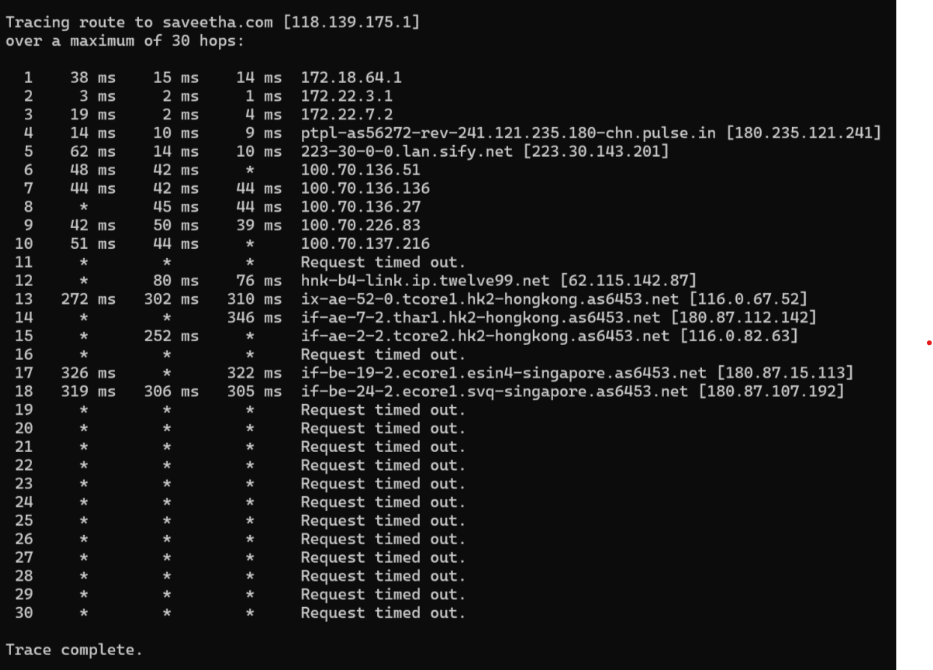 Tracing route to saveetha.com [118.139.175.1]
over a maximum of 30 hops:
1 38 ms 15 ms 14 ms 172.18.64.1
2 3 ms 2 ms 1 ms 172.22.3.1
3 19 ms 2 ms 4 ms 172.22.7.2
4 14 ms 10 ms 9 ms ptpl-as56272-rev-241.121.235.180-chn.pulse.in [180.235.121.241]
5 62 ms 14 ms 10 ms 223-30-0-0.lan.sify.net [223.30.143.201]
6 48 ms 42 ms * 100.70.136.51
7 44 ms 42 ms 44 ms 100.70.136.136
8 * 45 ms 44 ms 100.70.136.27
9 42 ms 50 ms 39 ms 100.70.226.83
10 51 ms 44 ms * 100.70.137.216
11 * * * Request timed out.
12 * 80 ms 76 ms hnk-b4-link.ip.twelve99.net [62.115.142.87]
13 272 ms 302 ms 310 ms ix-ae-52-0.tcore1.hk2-hongkong.as6453.net [116.0.67.52]
14 * * 346 ms if-ae-7-2.thar1.hk2-hongkong.as6453.net [180.87.112.142]
15 * 252 ms * if-ae-2-2.tcore2.hk2-hongkong.as6453.net [116.0.82.63]
16 * * * Request timed out.
17 326 ms * 322 ms if-be-19-2.ecore1.esin4-singapore.as6453.net [180.87.15.113]
18 319 ms 306 ms 305 ms if-be-24-2.ecore1.svq-singapore.as6453.net [180.87.107.192]
19 * * * Request timed out.
20 * * * Request timed out.
21 * * * Request timed out.
22 * * * Request timed out.
23 * * * Request timed out.
24 * * * Request timed out.
25 * * * Request timed out.
26 * * * Request timed out.
27 * * * Request timed out.
28 * * * Request timed out.
29 * * * Request timed out.
30 * * * Request timed out.
Trace complete.